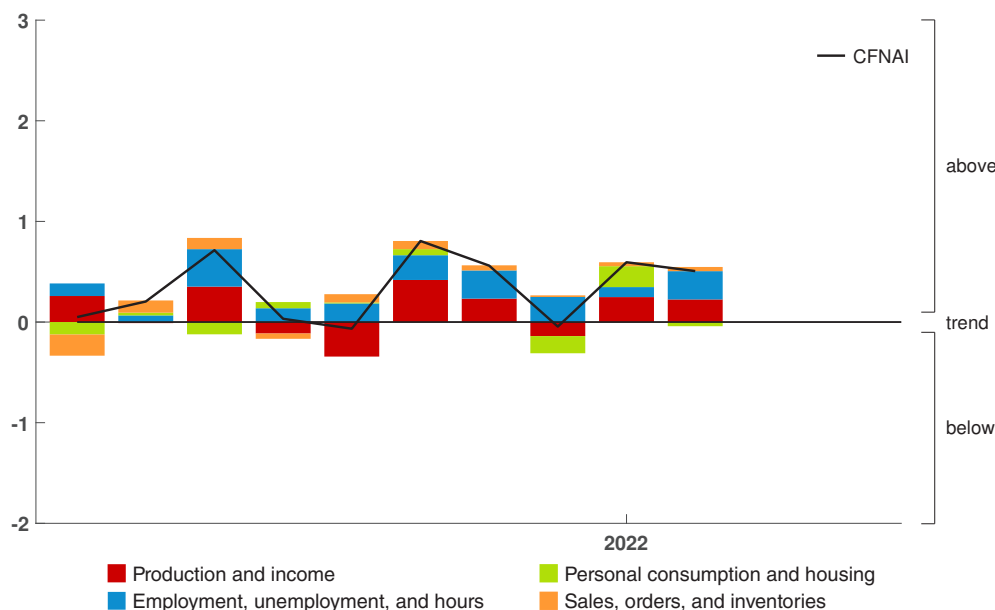 3
CFNAI
2
above
1
0
trend
-1
below
-2
2022
Production and income
Personal consumption and housing
Employment, unemployment, and hours
Sales, orders, and inventories